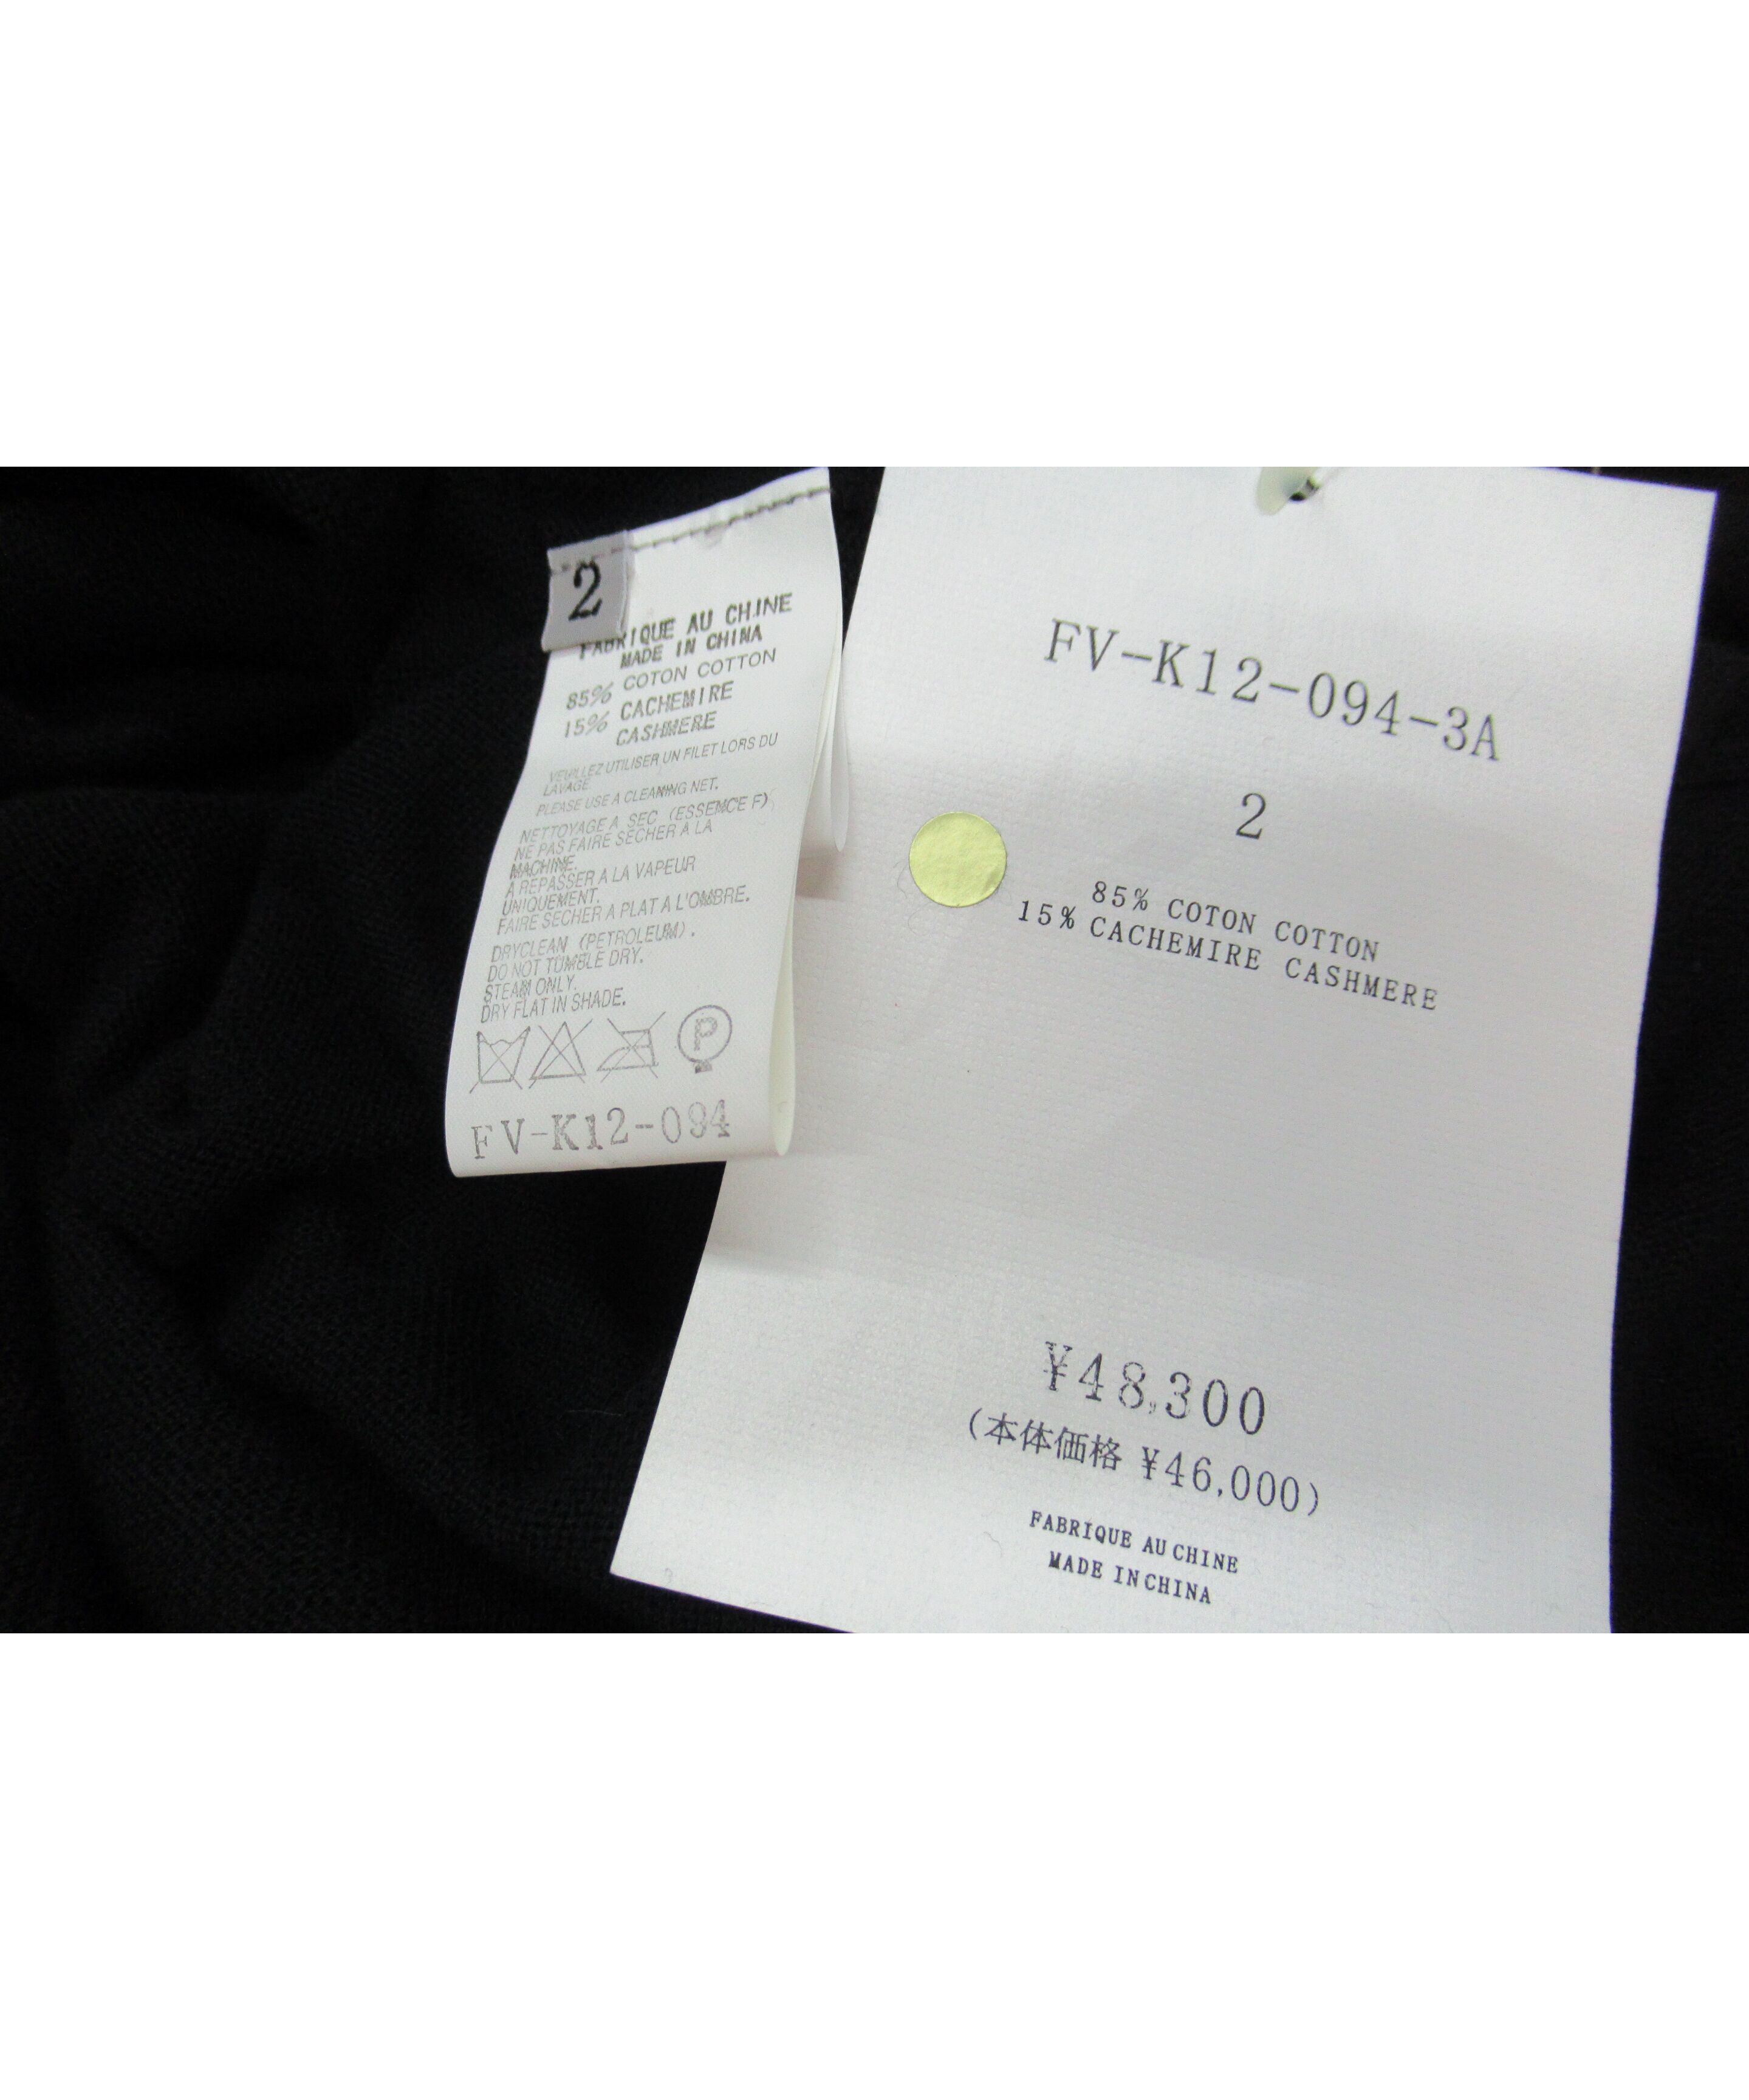 2
FABRIQUE AU CHINE
MADE IN CHINA
85% COTON COTTON
15% CACHEMIRE
CASHMERE
VEUILLEZ UTILISER UN FILET LORS DU
LAVAGE
PLEASE USE A CLEANING NET.
NETTOYAGE A SEC (ESSENCE F)
NE PAS FAIRE SECHER A LA
MACHINE.
A REPASSER A LA VAPEUR
UNIQUEMENT.
FAIRE SECHER A PLAT A L'OMBRE.
DRYCLEAN (PETROLEUM).
DO NOT TUMBLE DRY.
STEAM ONLY.
DRY FLAT IN SHADE.
P
FV-K12-094
FV-K12-094-3A
2
85% COTON COTTON
15% CACHEMIRE CASHMERE
¥48,300
(本体価格 ¥46,000)
FABRIQUE AU CHINE
MADE IN CHINA